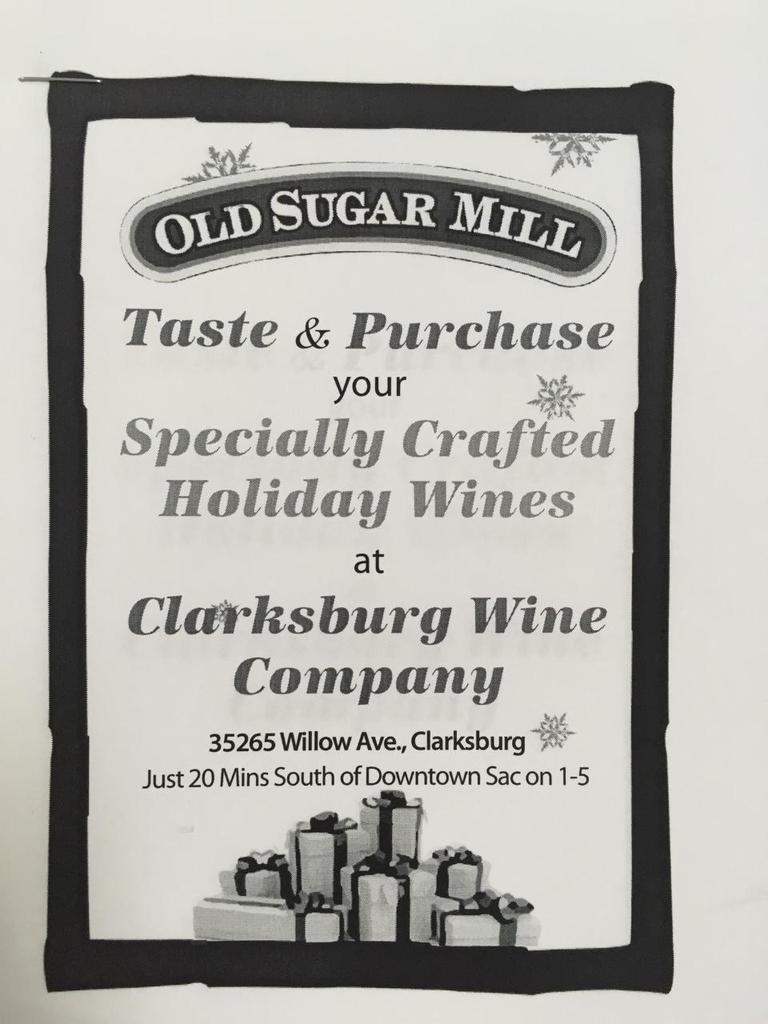 OLD SUGAR MILL
Taste & Purchase
your
Specially Crafted
Holiday Wines
at
Clarksburg Wine
Company
35265 Willow Ave., Clarksburg
Just 20 Mins South of Downtown Sac on 1-5